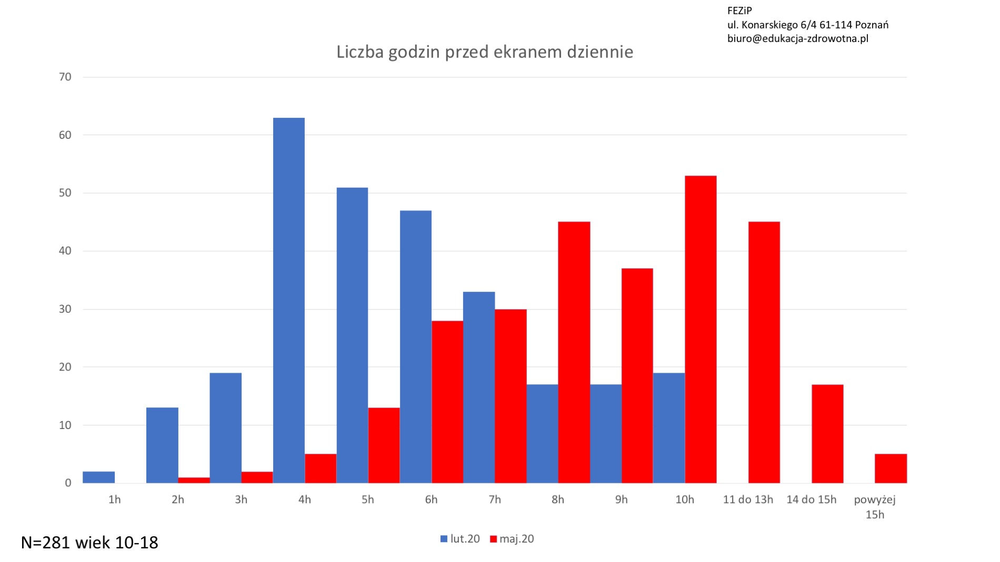 FEZiP
ul. Konarskiego 6/4 61-114 Poznań
biuro@edukacja-zdrowotna.pl
Liczba godzin przed ekranem dziennie
70
60
50
40
30
20
10
0
1h 2h 3h 4h 5h 6h 7h 8h 9h 10h 11 do 13h 14 do 15h powyżej
15h
lut.20 maj.20
N=281 wiek 10-18